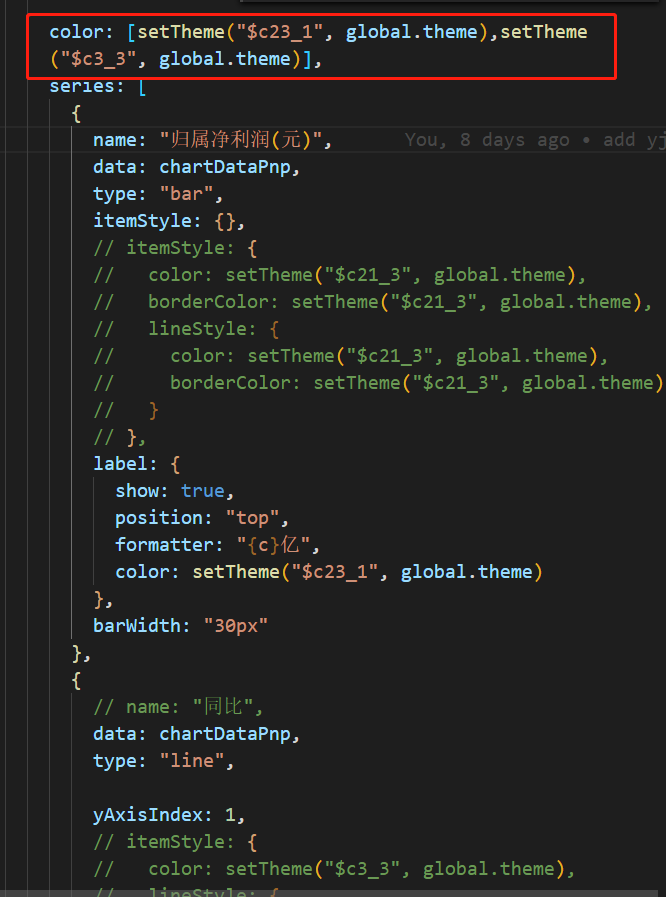 color: [setTheme("$c23_1", global.theme),setTheme
("$c3_3", global.theme)],
series: [
{
name: "归属净利润(元)", You, 8 days ago • add yj
data: chartDataPnp,
type: "bar",
itemStyle: {},
// itemStyle: {
//   color: setTheme("$c21_3", global.theme),
//   borderColor: setTheme("$c21_3", global.theme),
//   lineStyle: {
//     color: setTheme("$c21_3", global.theme),
//     borderColor: setTheme("$c21_3", global.theme)
//   }
// },
label: {
show: true,
position: "top",
formatter: "{c}亿",
color: setTheme("$c23_1", global.theme)
},
barWidth: "30px"
},
{
// name: "同比",
data: chartDataPnp,
type: "line",
yAxisIndex: 1,
// itemStyle: {
//   color: setTheme("$c3_3", global.theme),
//   lineStyle: {